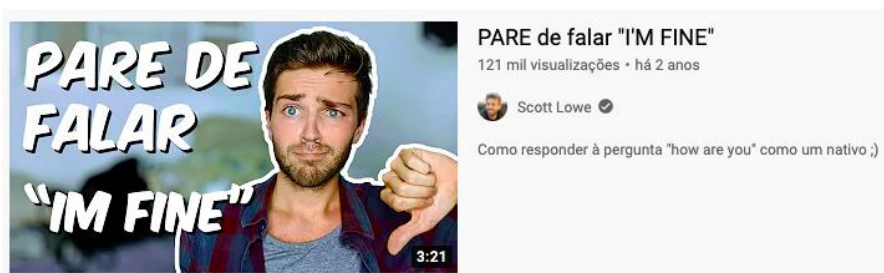 PARE DE
FALAR
“IM FINE”
3:21
PARE de falar "I'M FINE"
121 mil visualizações • há 2 anos
Scott Lowe
Como responder à pergunta "how are you" como um nativo ;)